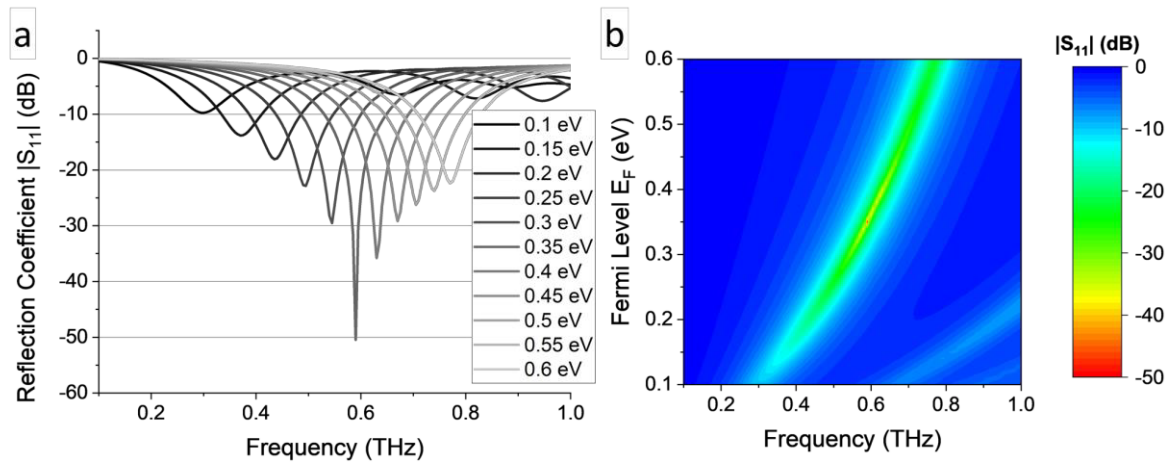 a
0
-10
-20
-30
-40
-50
-60
Reflection Coefficient |S11| (dB)
0.2
0.4
0.6
0.8
1.0
Frequency (THz)
0.1 eV
0.15 eV
0.2 eV
0.25 eV
0.3 eV
0.35 eV
0.4 eV
0.45 eV
0.5 eV
0.55 eV
0.6 eV
b
0.6
0.5
0.4
0.3
0.2
0.1
Fermi Level EF (eV)
0.2
0.4
0.6
0.8
1.0
Frequency (THz)
|S11| (dB)
0
-10
-20
-30
-40
-50